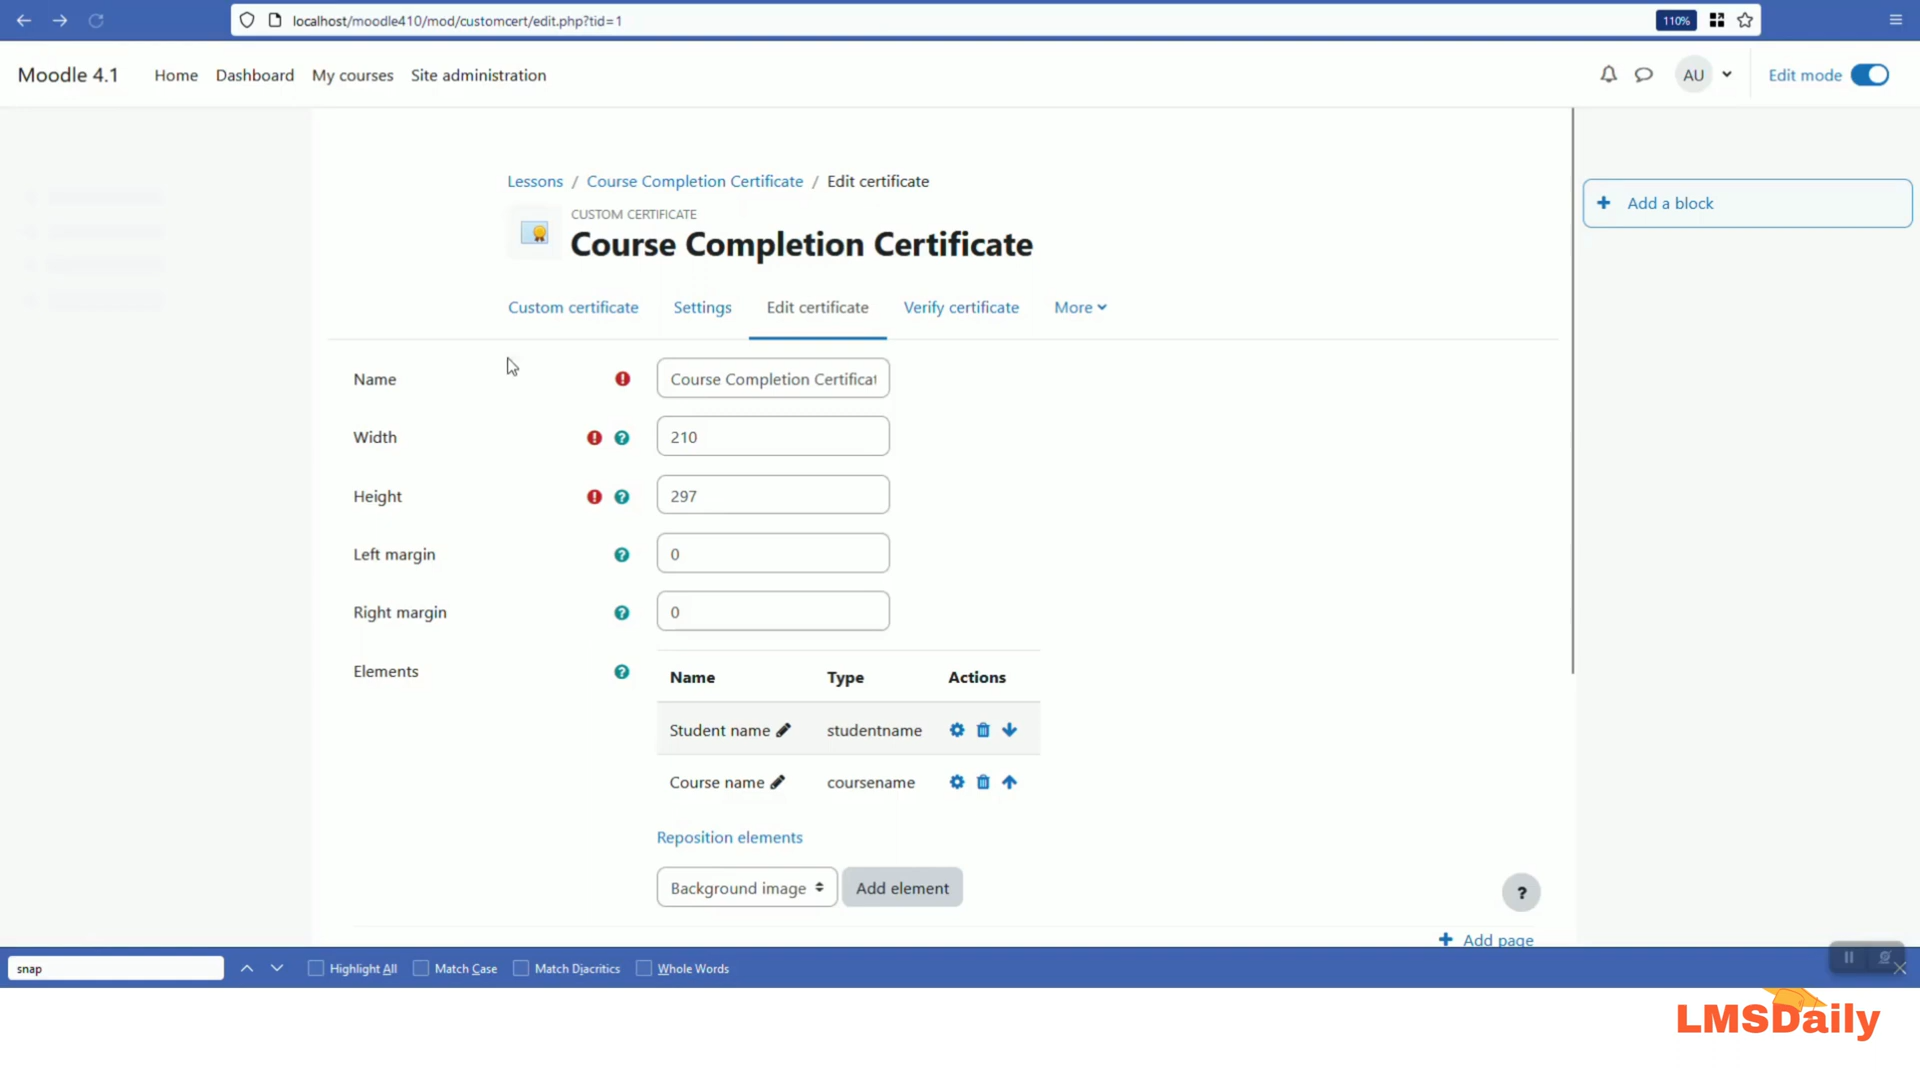 localhost/moodle410/mod/customcert/edit.php?tid=1
110%
Moodle 4.1 Home Dashboard My courses Site administration AU Edit mode
Lessons / Course Completion Certificate / Edit certificate
Add a block
CUSTOM CERTIFICATE
Course Completion Certificate
Custom certificate Settings Edit certificate Verify certificate More
Name Course Completion Certificat
Width 210
Height 297
Left margin 0
Right margin 0
Elements
Name Type Actions
Student name studentname
Course name coursename
Reposition elements
Background image Add element
?
Add page
snap Highlight All Match Case Match Diacritics Whole Words
LMSDaily